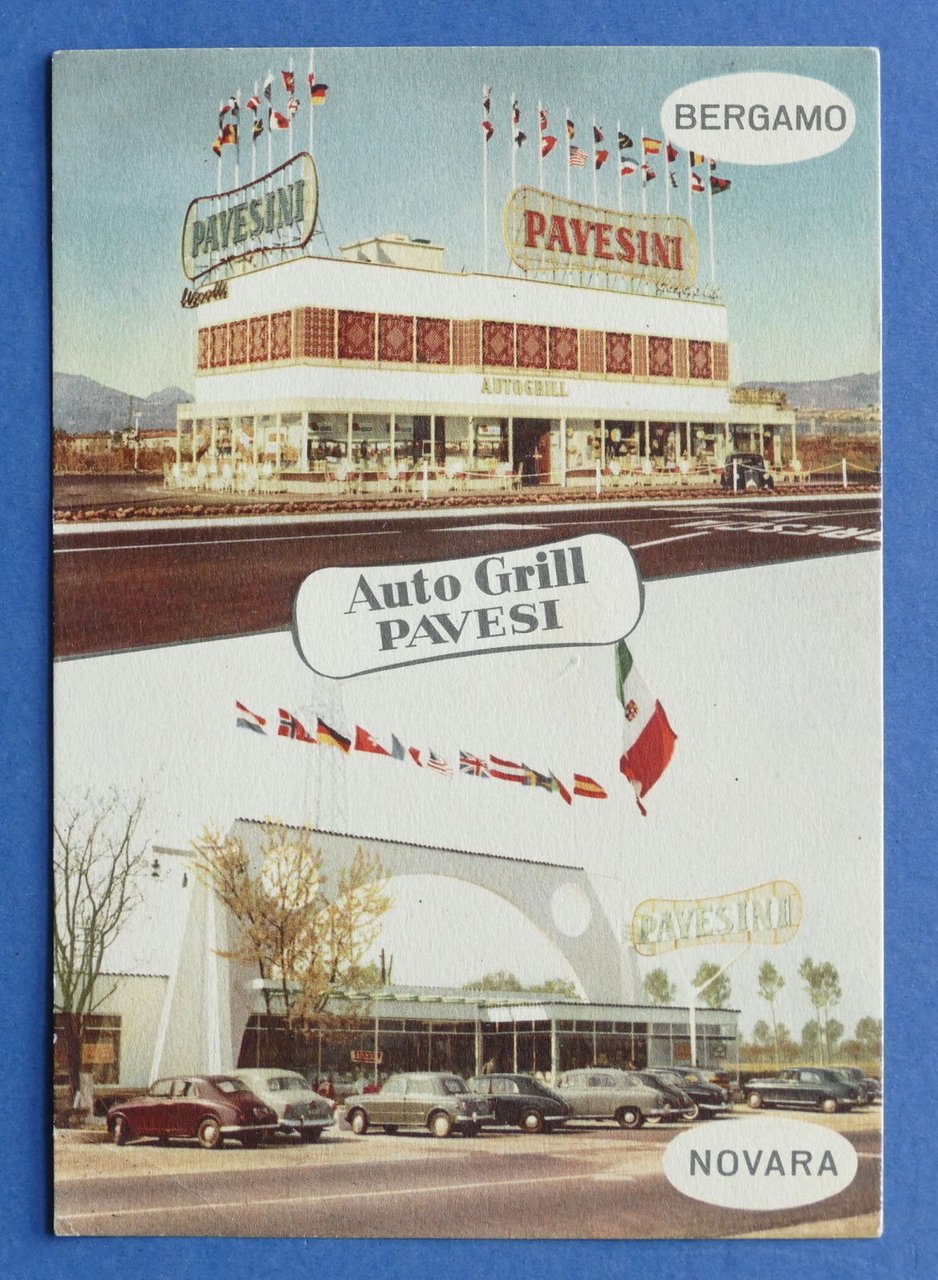 BERGAMO
PAVESINI
PAVESINI
AUTOGRILL
Auto Grill
PAVESI
PAVESINI
NOVARA